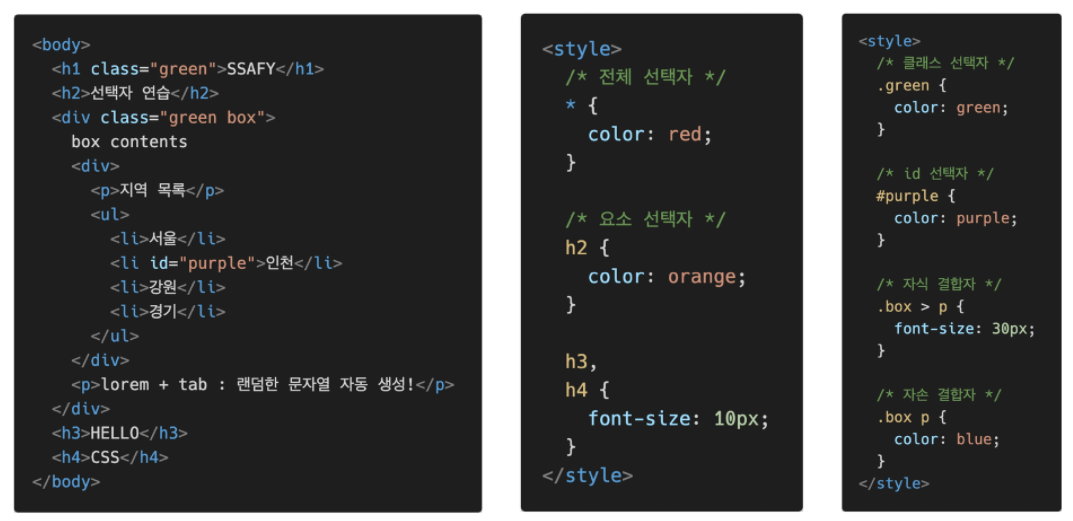 <body>
  <h1 class="green">SSAFY</h1>
  <h2>선택자 연습</h2>
  <div class="green box">
    box contents
    <div>
      <p>지역 목록</p>
      <ul>
        <li>서울</li>
        <li id="purple">인천</li>
        <li>강원</li>
        <li>경기</li>
      </ul>
    </div>
    <p>lorem + tab : 랜덤한 문자열 자동 생성!</p>
  </div>
  <h3>HELLO</h3>
  <h4>CSS</h4>
</body>
<style>
  /* 전체 선택자 */
  * {
    color: red;
  }

  /* 요소 선택자 */
  h2 {
    color: orange;
  }

  h3,
  h4 {
    font-size: 10px;
  }
</style>
<style>
  /* 클래스 선택자 */
  .green {
    color: green;
  }

  /* id 선택자 */
  #purple {
    color: purple;
  }

  /* 자식 결합자 */
  .box > p {
    font-size: 30px;
  }

  /* 자손 결합자 */
  .box p {
    color: blue;
  }
</style>